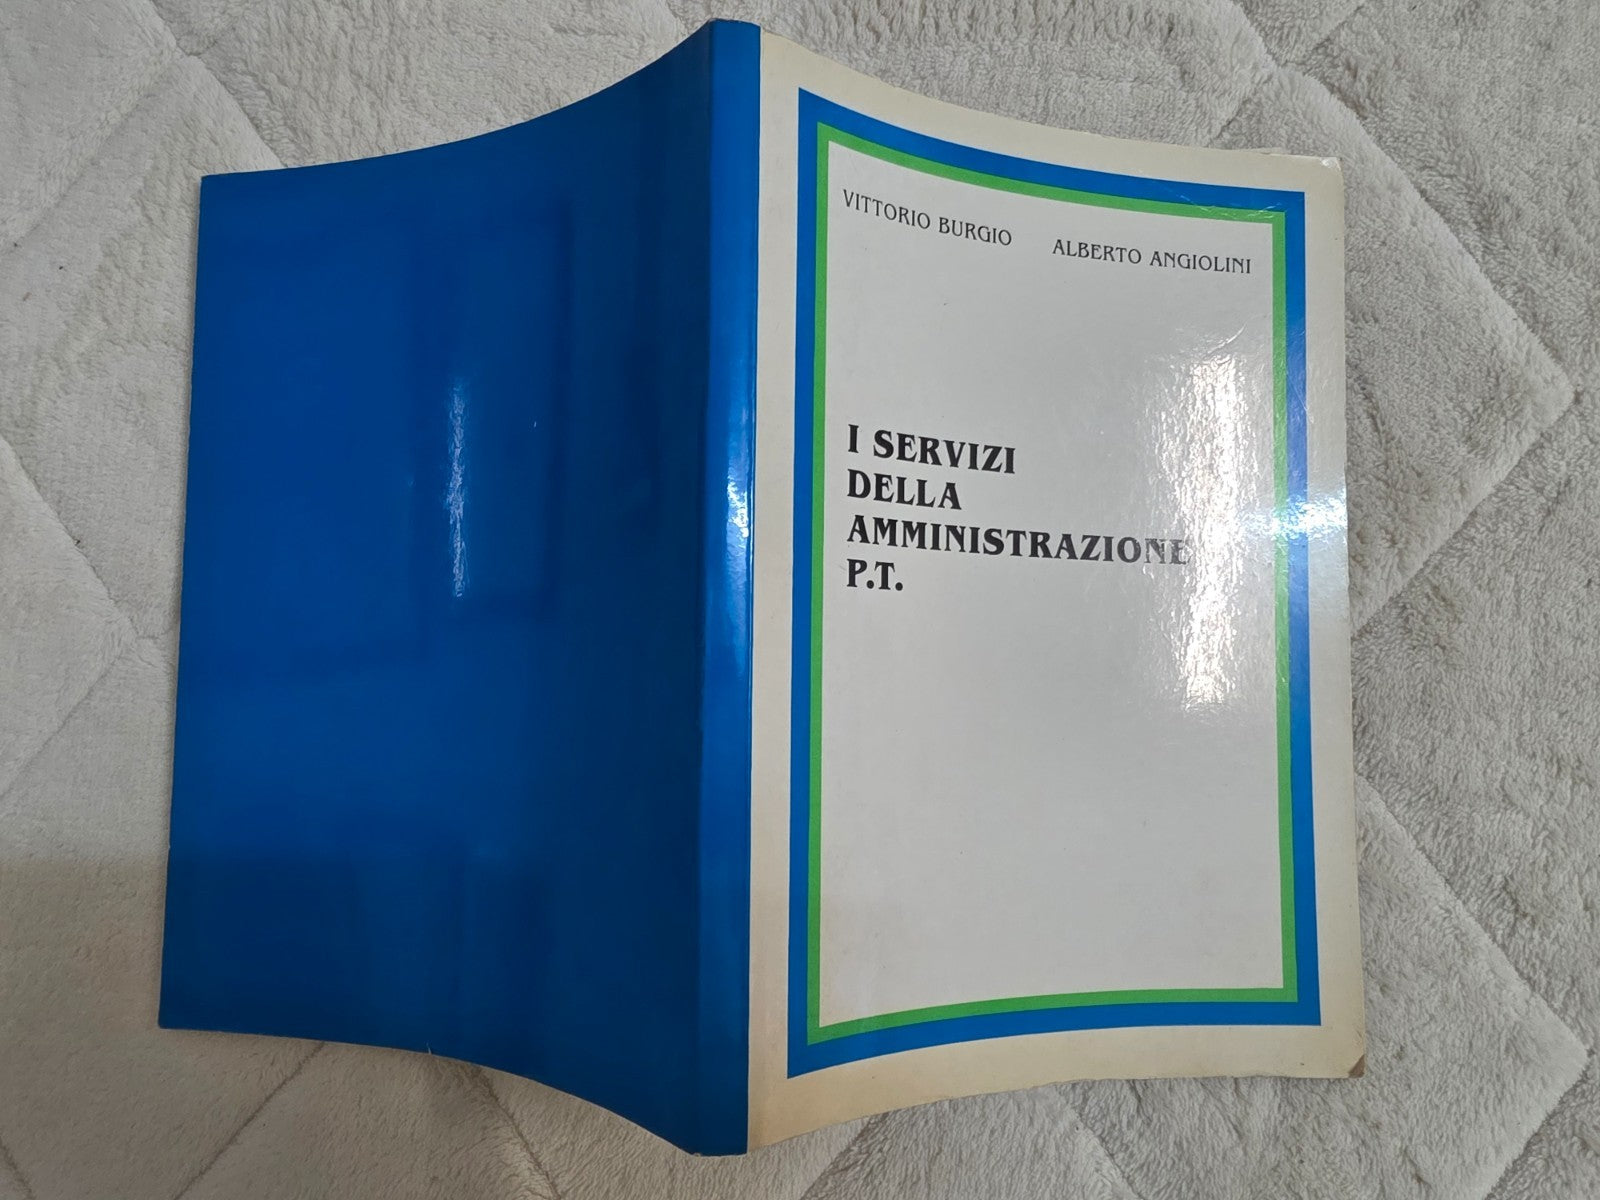 VITTORIO BURGIO ALBERTO ANGIOLINI
I SERVIZI
DELLA
AMMINISTRAZIONE
P.T.